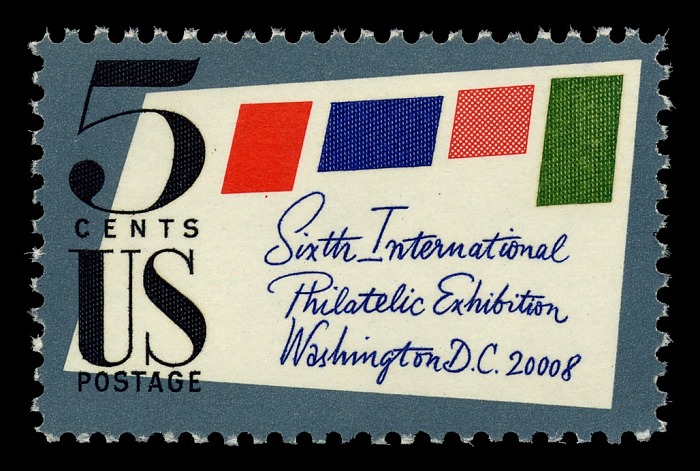 5
CENTS
US
POSTAGE
Sixth International
Philatelic Exhibition
Washington D.C. 20008